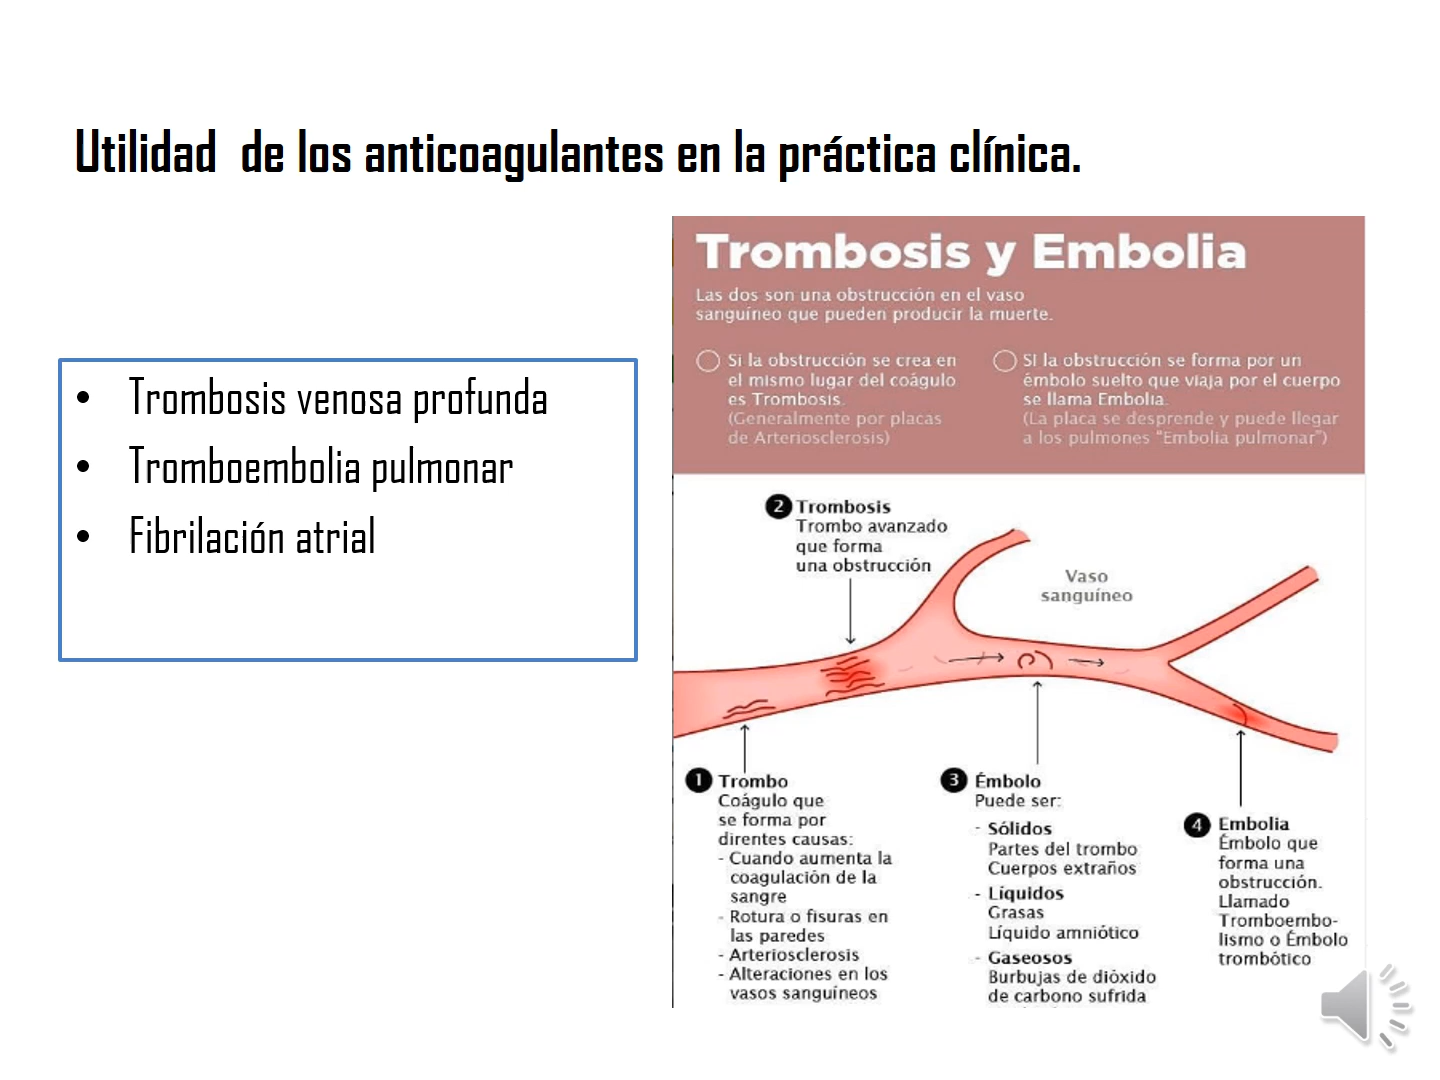 Utilidad  de los anticoagulantes en la práctica clínica.
• Trombosis venosa profunda
• Tromboembolia pulmonar
• Fibrilación atrial
Trombosis y Embolia
Las dos son una obstrucción en el vaso
sanguíneo que pueden producir la muerte.
Si la obstrucción se crea en
el mismo lugar del coágulo
es Trombosis.
(Generalmente por placas
de Arteriosclerosis)
SI la obstrucción se forma por un
émbolo suelto que viaja por el cuerpo
se llama Embolia.
(La placa se desprende y puede llegar
a los pulmones “Embolia pulmonar”)
2 Trombosis
Trombo avanzado
que forma
una obstrucción
Vaso
sanguíneo
1 Trombo
Coágulo que
se forma por
direntes causas:
- Cuando aumenta la
coagulación de la
sangre
- Rotura o fisuras en
las paredes
- Arteriosclerosis
- Alteraciones en los
vasos sanguíneos
3 Émbolo
Puede ser:
- Sólidos
Partes del trombo
Cuerpos extraños
- Líquidos
Grasas
Líquido amniótico
- Gaseosos
Burbujas de dióxido
de carbono sufrida
4 Embolia
Émbolo que
forma una
obstrucción.
Llamado
Tromboembo-
lismo o Émbolo
trombótico